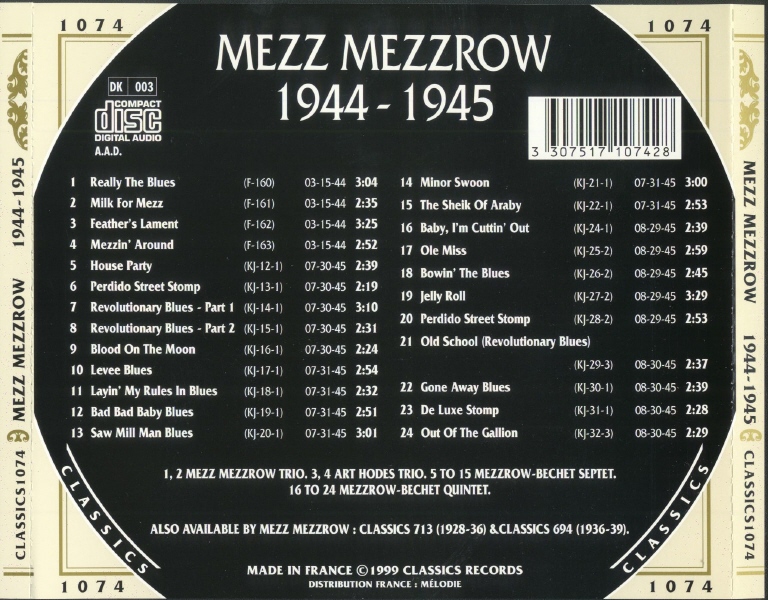 1074
1074
MEZZ MEZZROW
1944 - 1945
DK 003
COMPACT
disc
DIGITAL AUDIO
A.A.D.
3 307517 107428
1 Really The Blues (F-160) 03-15-44 3:04
2 Milk For Mezz (F-161) 03-15-44 2:35
3 Feather's Lament (F-162) 03-15-44 3:25
4 Mezzin' Around (F-163) 03-15-44 2:52
5 House Party (KJ-12-1) 07-30-45 2:39
6 Perdido Street Stomp (KJ-13-1) 07-30-45 2:19
7 Revolutionary Blues - Part 1 (KJ-14-1) 07-30-45 3:10
8 Revolutionary Blues - Part 2 (KJ-15-1) 07-30-45 2:31
9 Blood On The Moon (KJ-16-1) 07-30-45 2:24
10 Levee Blues (KJ-17-1) 07-31-45 2:54
11 Layin' My Rules In Blues (KJ-18-1) 07-31-45 2:32
12 Bad Bad Baby Blues (KJ-19-1) 07-31-45 2:51
13 Saw Mill Man Blues (KJ-20-1) 07-31-45 3:01
14 Minor Swoon (KJ-21-1) 07-31-45 3:00
15 The Sheik Of Araby (KJ-22-1) 07-31-45 2:53
16 Baby, I'm Cuttin' Out (KJ-24-1) 08-29-45 2:39
17 Ole Miss (KJ-25-2) 08-29-45 2:59
18 Bowin' The Blues (KJ-26-2) 08-29-45 2:45
19 Jelly Roll (KJ-27-2) 08-29-45 3:29
20 Perdido Street Stomp (KJ-28-2) 08-29-45 2:53
21 Old School (Revolutionary Blues)
(KJ-29-3) 08-30-45 2:37
22 Gone Away Blues (KJ-30-1) 08-30-45 2:39
23 De Luxe Stomp (KJ-31-1) 08-30-45 2:28
24 Out Of The Gallion (KJ-32-3) 08-30-45 2:29
1, 2 MEZZ MEZZROW TRIO. 3, 4 ART HODES TRIO. 5 TO 15 MEZZROW-BECHET SEPTET.
16 TO 24 MEZZROW-BECHET QUINTET.
ALSO AVAILABLE BY MEZZ MEZZROW : CLASSICS 713 (1928-36) & CLASSICS 694 (1936-39).
MADE IN FRANCE ©1999 CLASSICS RECORDS
DISTRIBUTION FRANCE : MÉLODIE
CLASSICS
CLASSICS
1074
1074
CLASSICS1074 MEZZ MEZZROW 1944-1945
MEZZ MEZZROW 1944-1945 CLASSICS1074